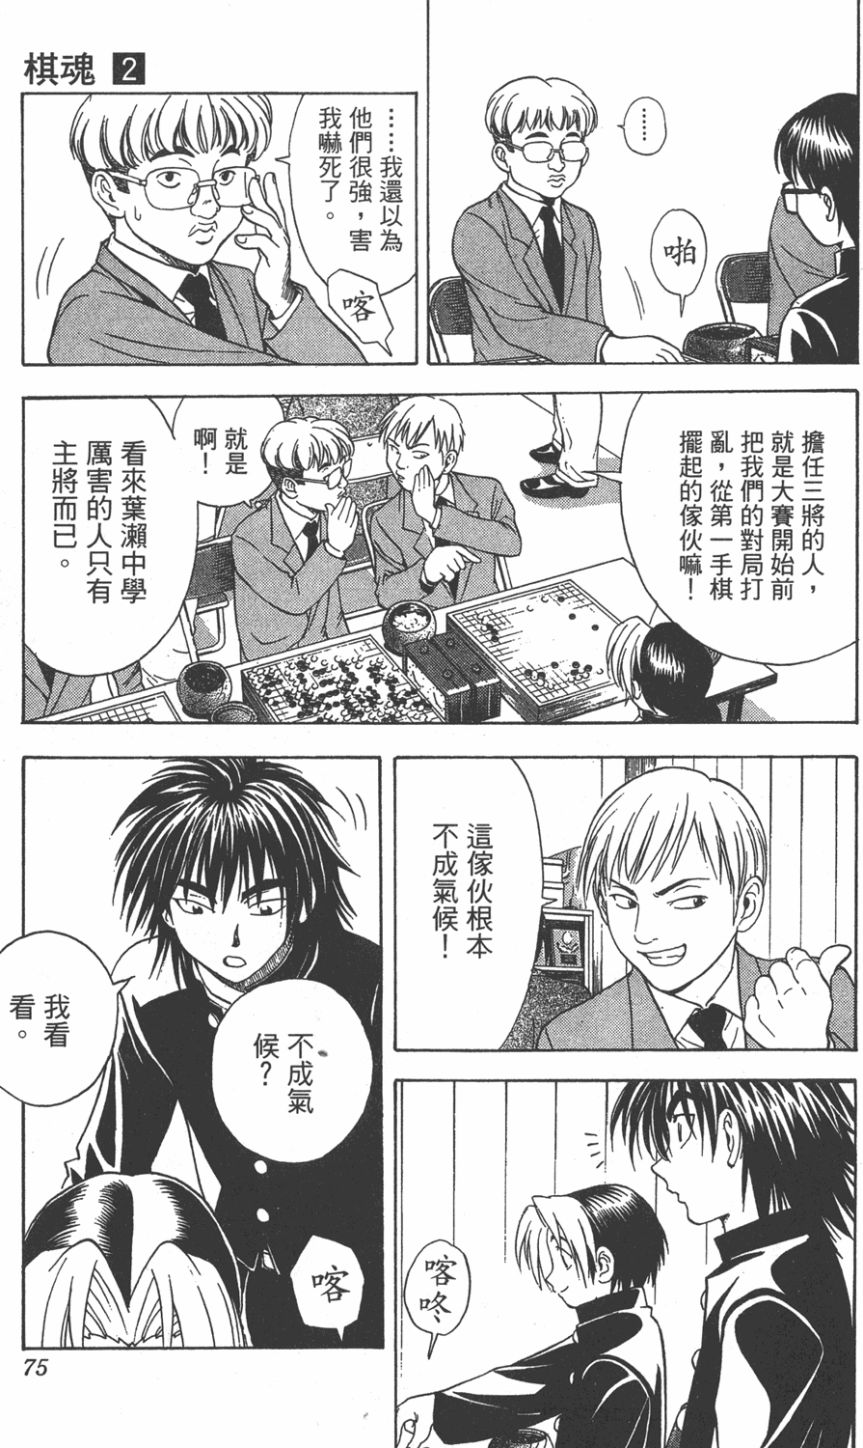 棋魂 2
……
啪
……我還以為
他們很強，害
我嚇死了。
喀
擔任三將的人，
就是大賽開始前
把我們的對局打
亂，從第一手棋
擺起的傢伙嘛！
就是
啊！
看來葉瀨中學
厲害的人只有
主將而已。
這傢伙根本
不成氣候！
不成氣
候？
我看
看。
喀
喀
咚
75